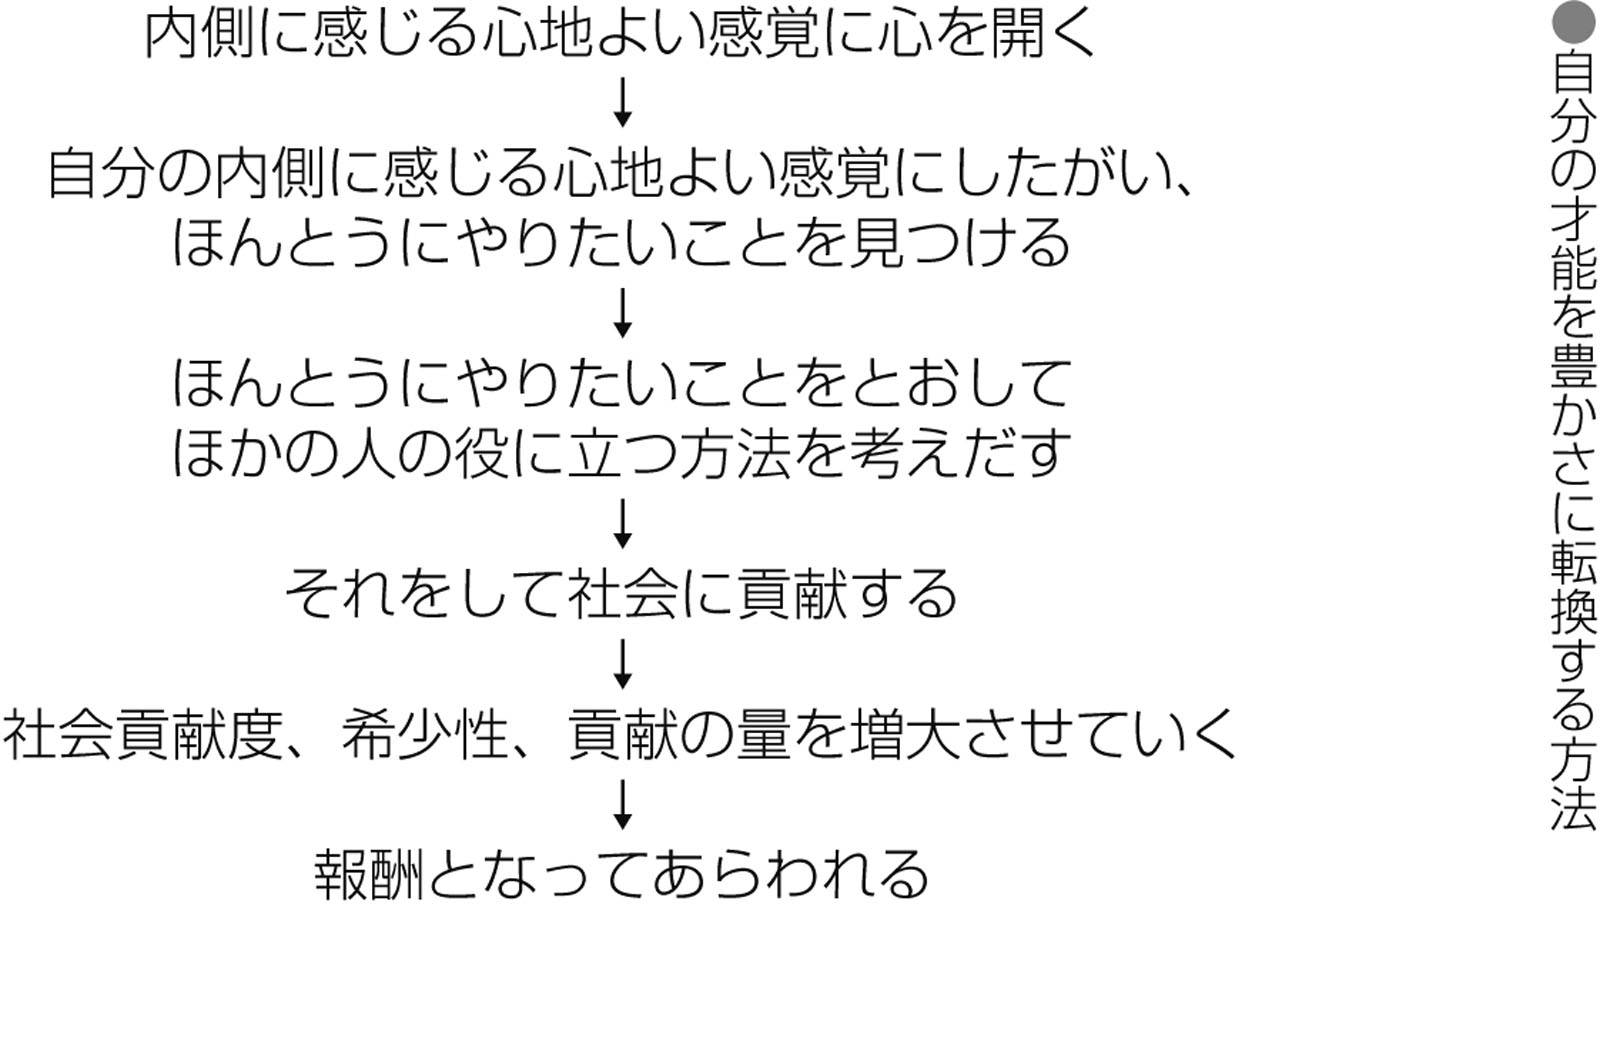 ●自分の才能を豊かさに転換する方法
内側に感じる心地よい感覚に心を開く
↓
自分の内側に感じる心地よい感覚にしたがい、
ほんとうにやりたいことを見つける
↓
ほんとうにやりたいことをとおして
ほかの人の役に立つ方法を考えだす
↓
それをして社会に貢献する
↓
社会貢献度、希少性、貢献の量を増大させていく
↓
報酬となってあらわれる